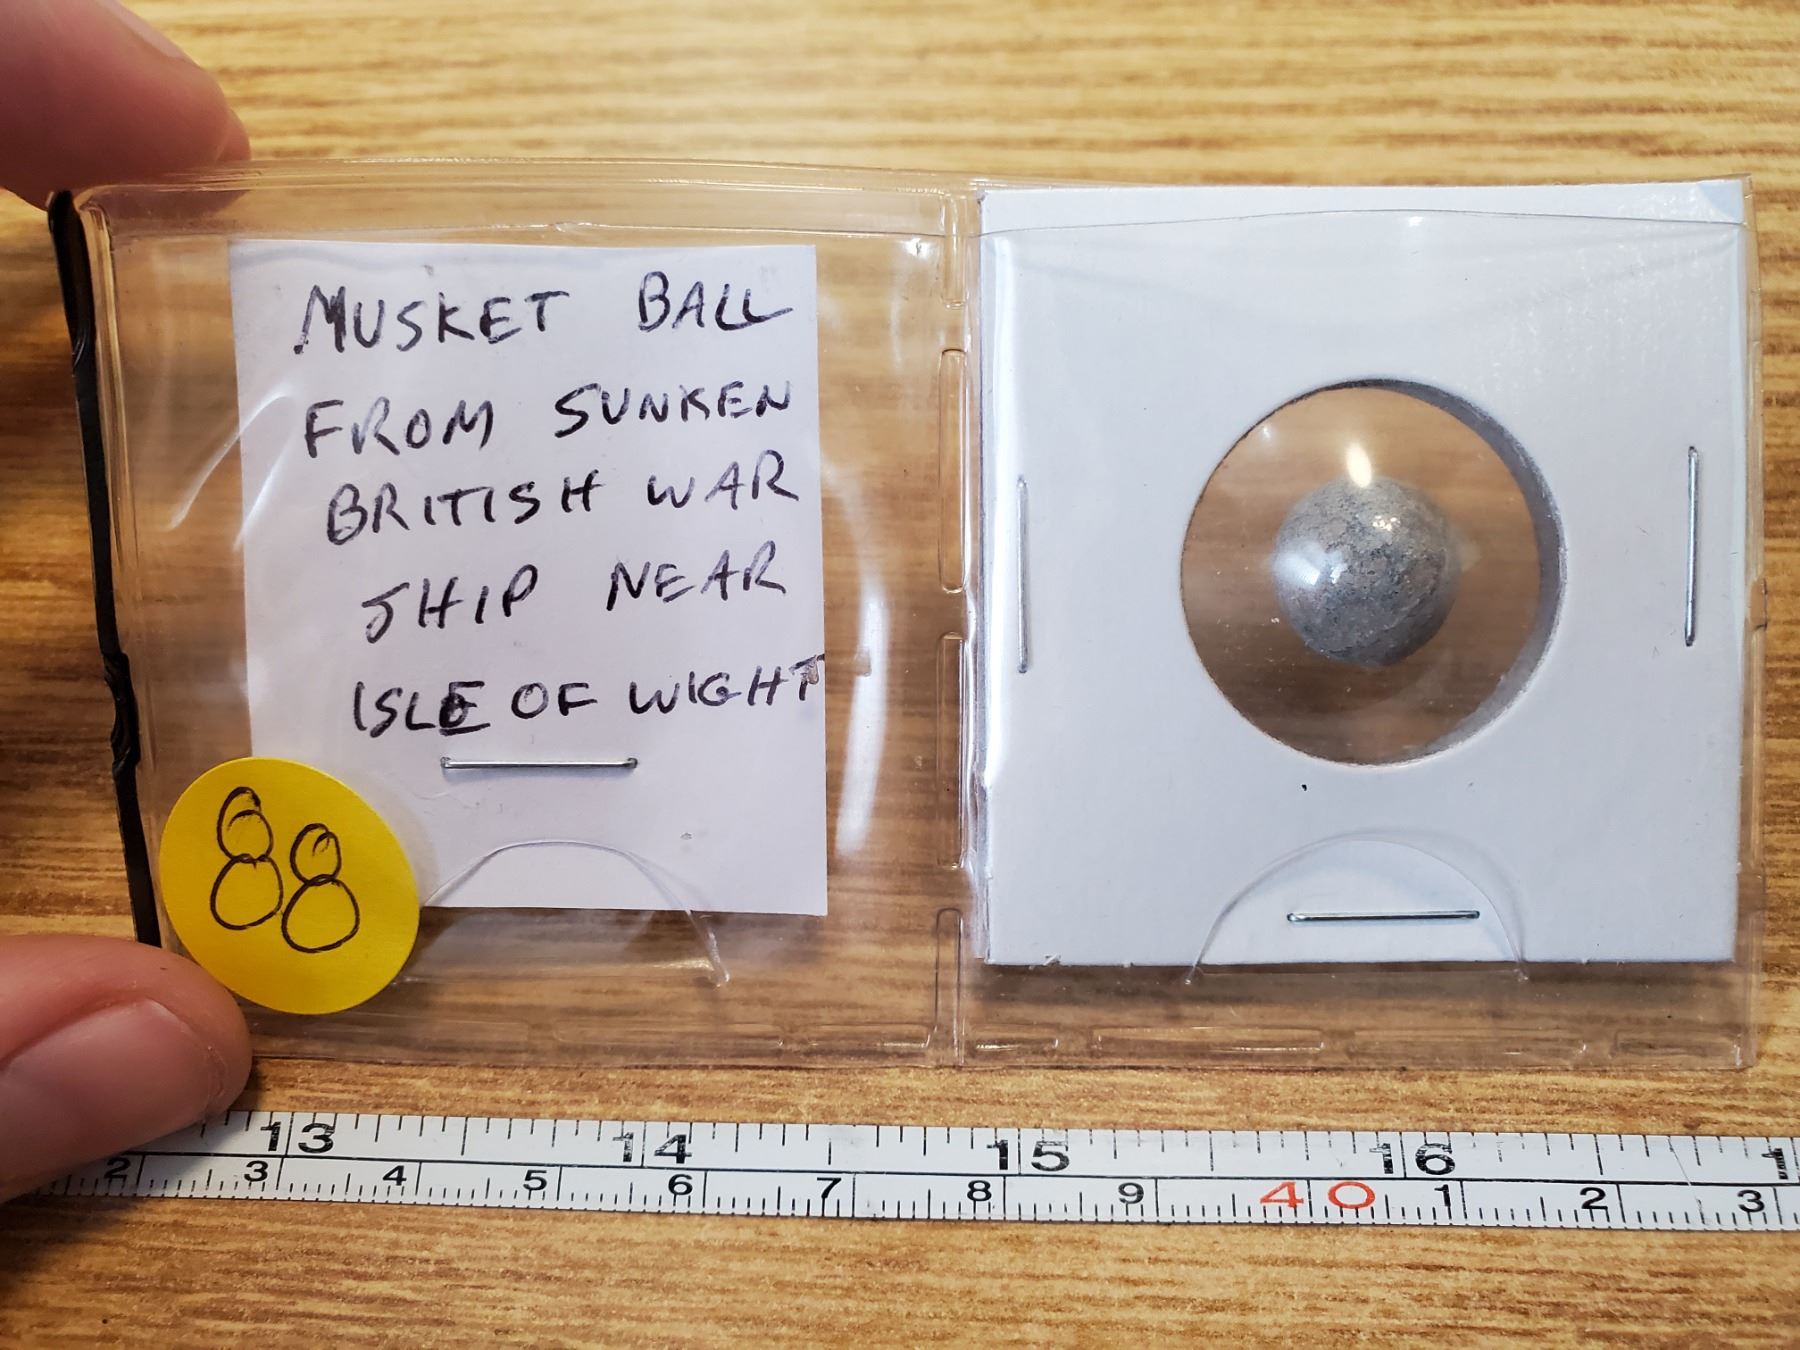 MUSKET BALL
FROM SUNKEN
BRITISH WAR
SHIP NEAR
ISLE OF WIGHT
88
13 14 15 16 1
2 3 4 5 6 7 8 9 40 1 2 3